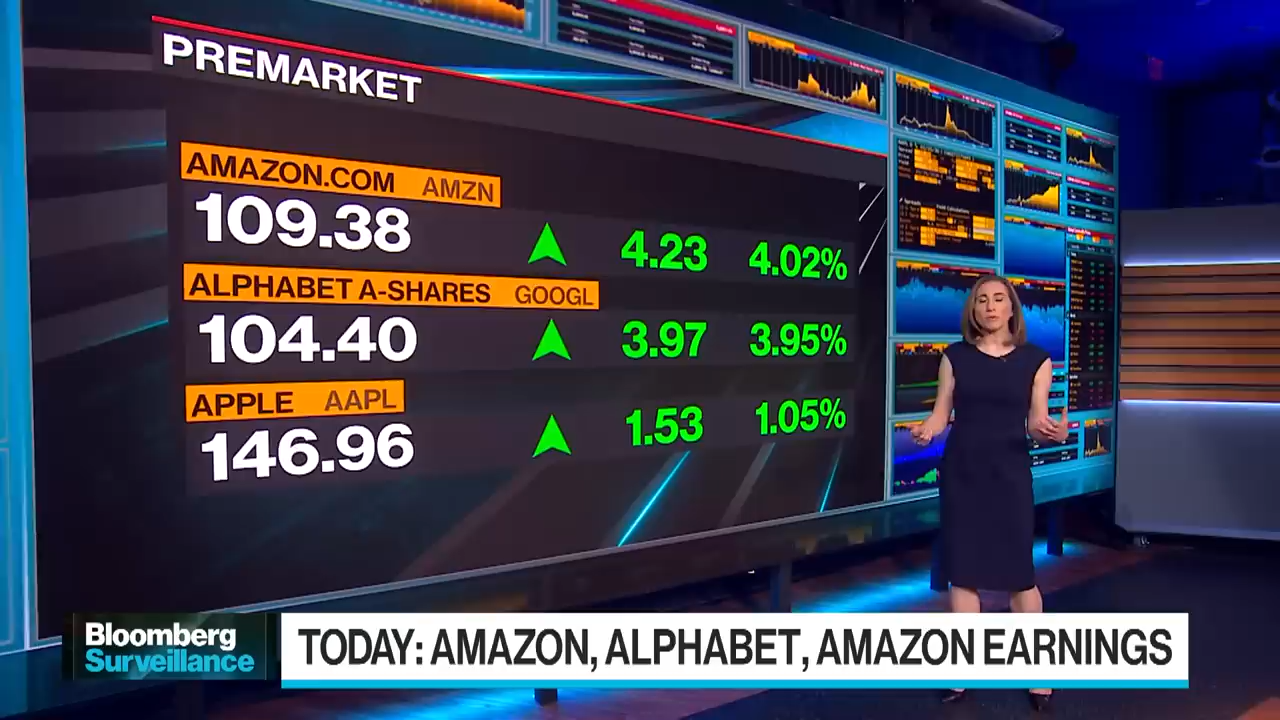 PREMARKET
AMAZON.COM AMZN
109.38 4.23 4.02%
ALPHABET A-SHARES GOOGL
104.40 3.97 3.95%
APPLE AAPL
146.96 1.53 1.05%
Bloomberg
Surveillance
TODAY: AMAZON, ALPHABET, AMAZON EARNINGS